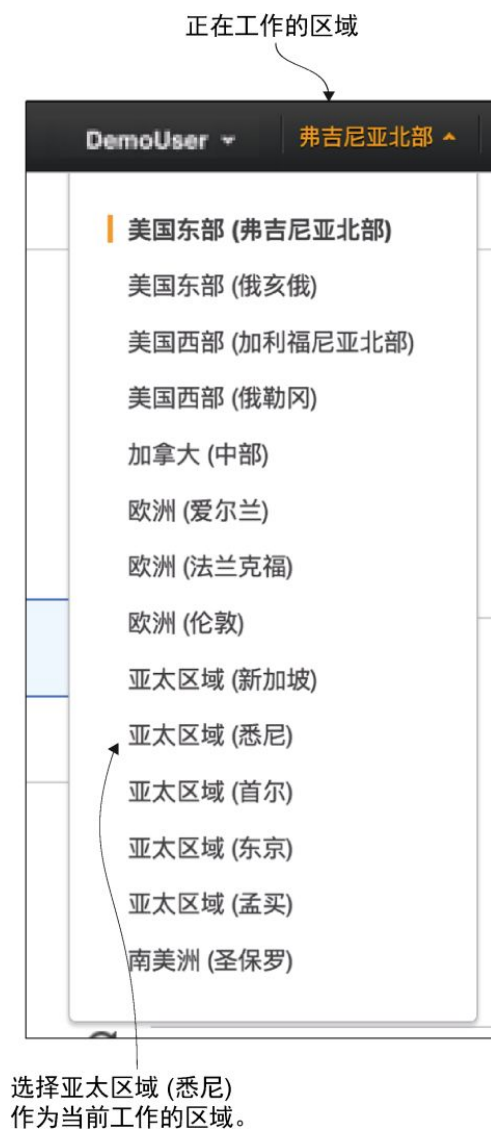 正在工作的区域
DemoUser 弗吉尼亚北部
美国东部 (弗吉尼亚北部)
美国东部 (俄亥俄)
美国西部 (加利福尼亚北部)
美国西部 (俄勒冈)
加拿大 (中部)
欧洲 (爱尔兰)
欧洲 (法兰克福)
欧洲 (伦敦)
亚太区域 (新加坡)
亚太区域 (悉尼)
亚太区域 (首尔)
亚太区域 (东京)
亚太区域 (孟买)
南美洲 (圣保罗)
选择亚太区域 (悉尼)
作为当前工作的区域。